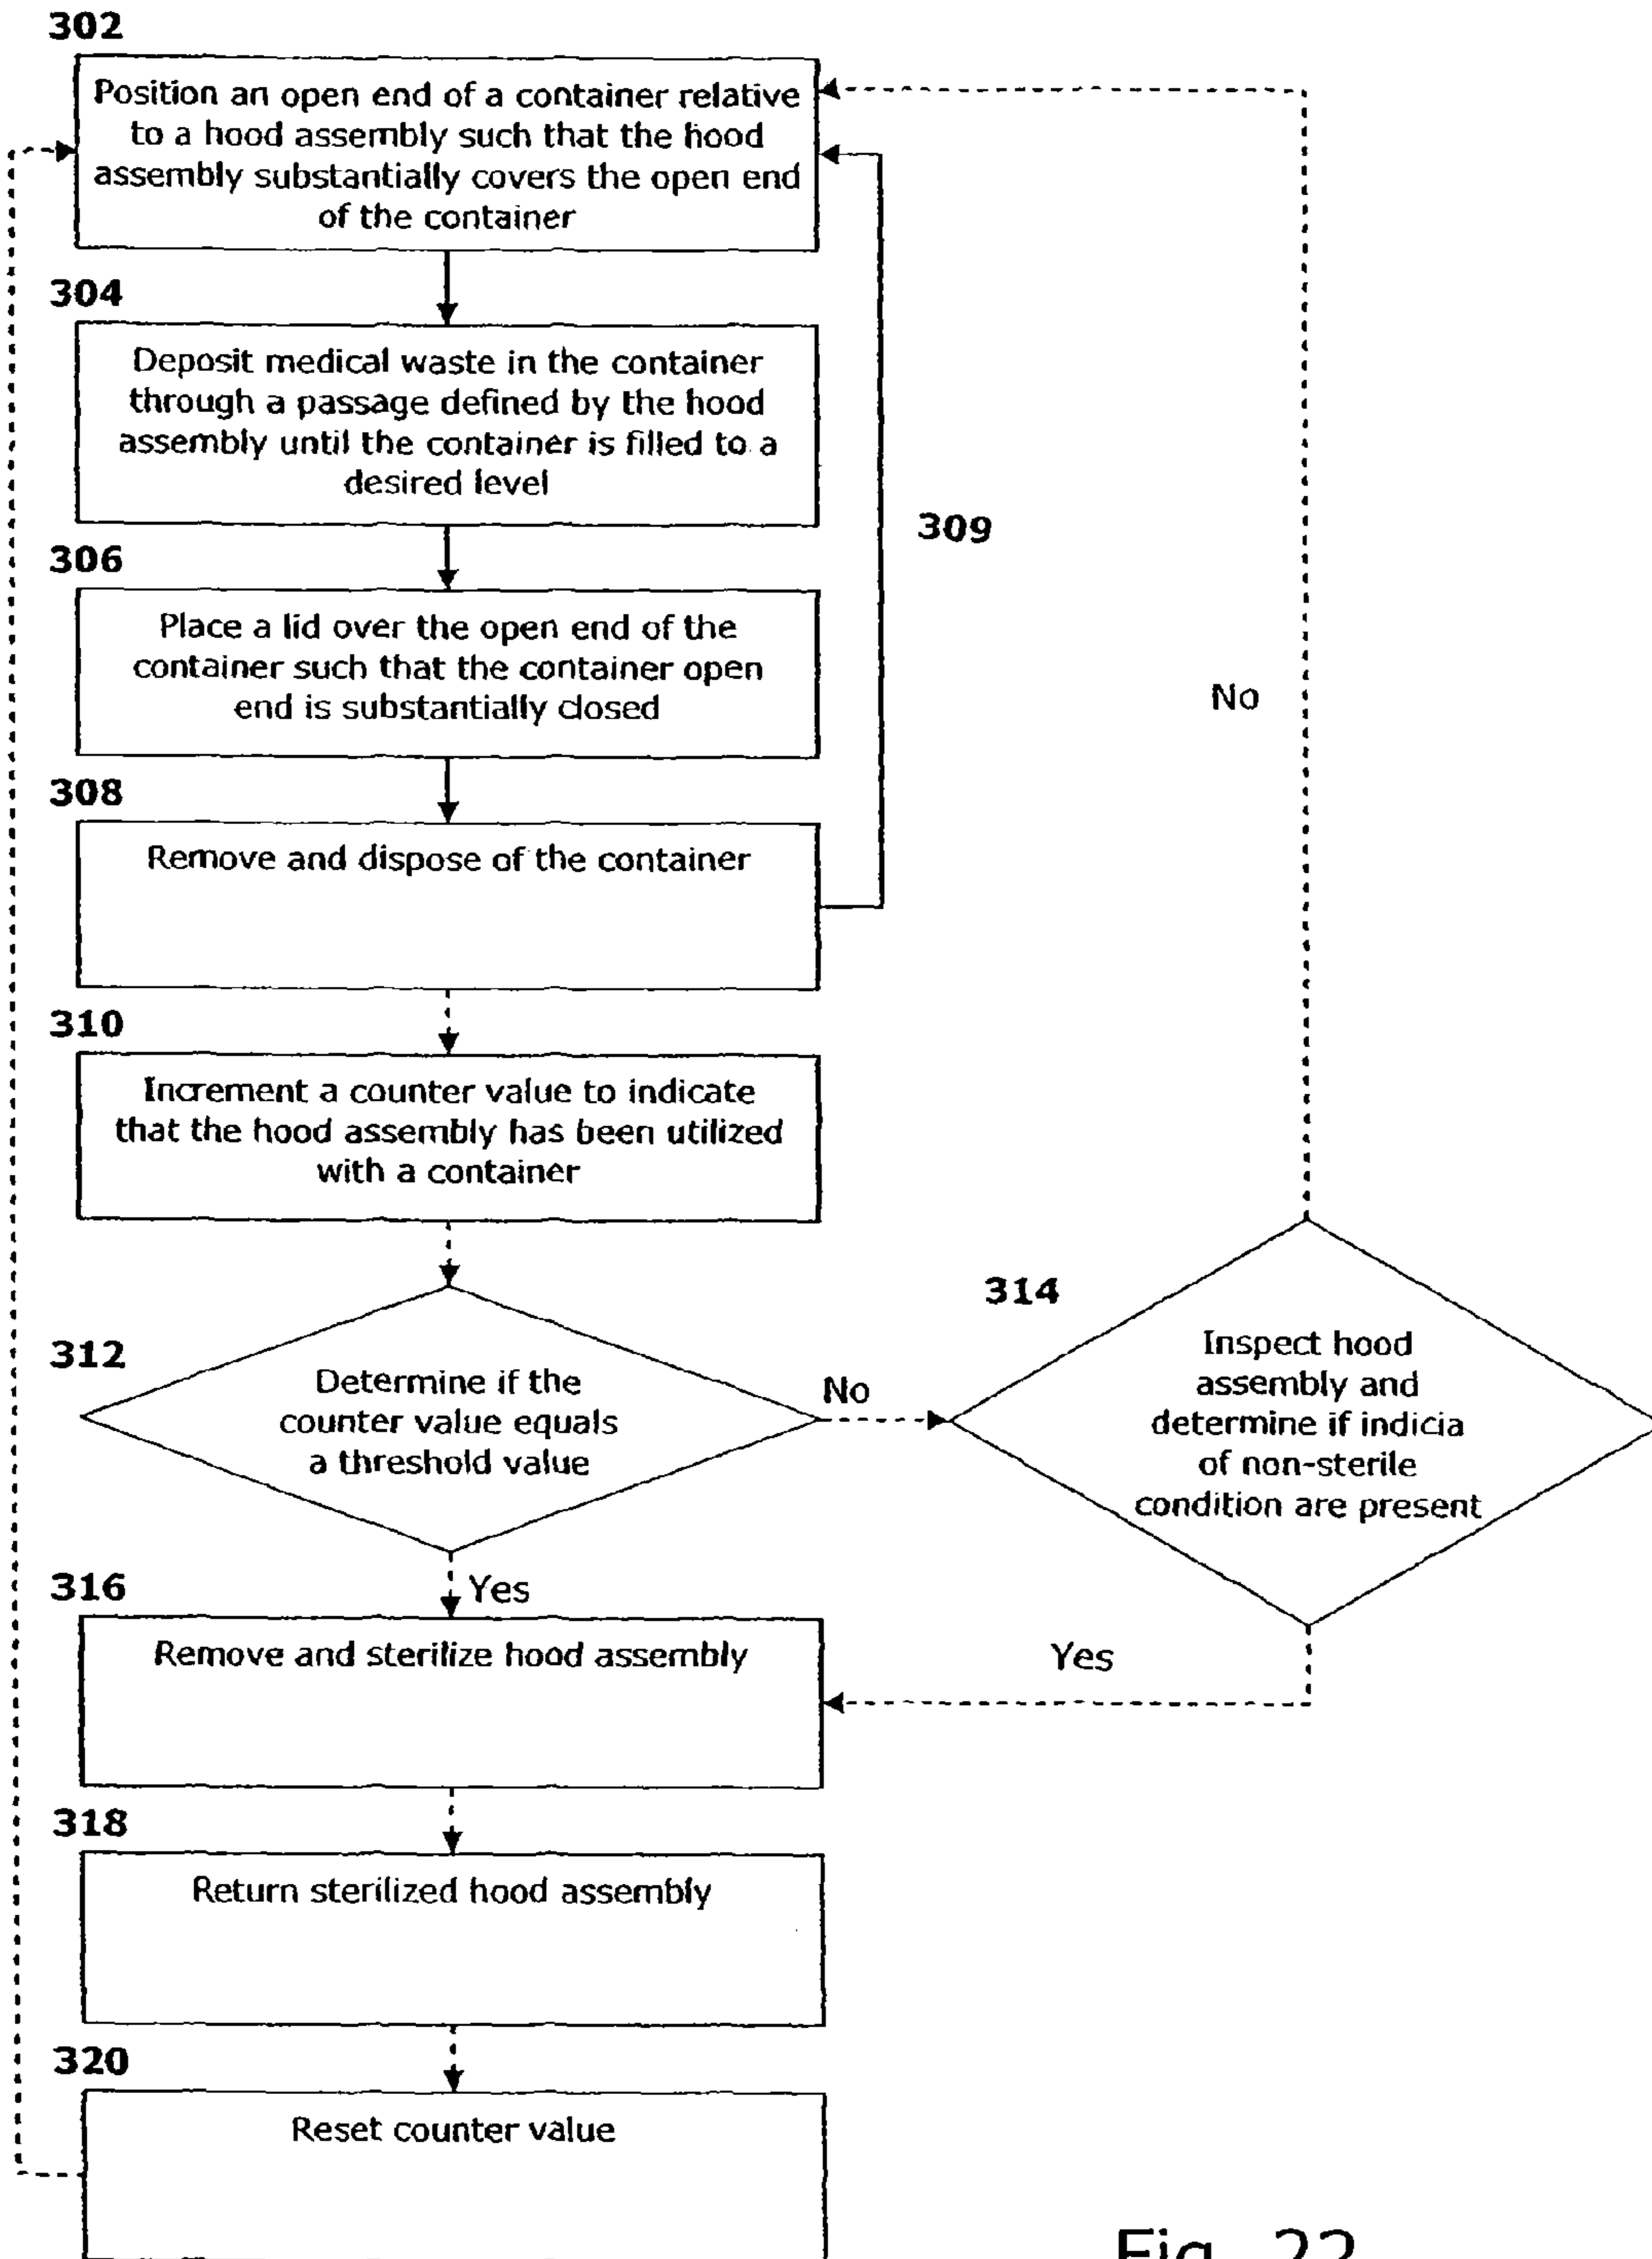 302
Position an open end of a container relative
to a hood assembly such that the hood
assembly substantially covers the open end
of the container
304
Deposit medical waste in the container
through a passage defined by the hood
assembly until the container is filled to a
desired level
309
306
Place a lid over the open end of the
container such that the container open
end is substantially closed
No
308
Remove and dispose of the container
310
Increment a counter value to indicate
that the hood assembly has been utilized
with a container
312
Determine if the
counter value equals
a threshold value
No
314
Inspect hood
assembly and
determine if indicia
of non-sterile
condition are present
Yes
316
Remove and sterilize hood assembly
Yes
318
Return sterilized hood assembly
320
Reset counter value
Fig. 22